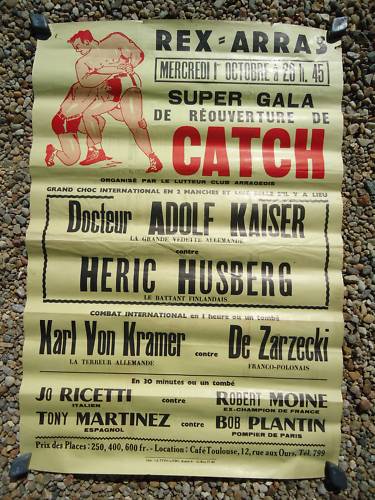 REX=ARRAS
MERCREDI 1er OCTOBRE à 20 h. 45
SUPER GALA
DE RÉOUVERTURE DE
CATCH
ORGANISÉ PAR LE LUTTEUR CLUB ARRAGEOIS
GRAND CHOC INTERNATIONAL EN 2 MANCHES ET UNE BELLE S'IL Y A LIEU
Docteur ADOLF KAISER
LA GRANDE VEDETTE ALLEMANDE
contre
HERIC HUSBERG
LE BATTANT FINLANDAIS
COMBAT INTERNATIONAL en 1 heure ou un tombé
Karl Von Kramer contre De Zarzecki
LA TERREUR ALLEMANDE FRANCO-POLONAIS
En 30 minutes ou un tombé
JO RICETTI contre ROBERT MOINE
ITALIEN EX-CHAMPION DE FRANCE
TONY MARTINEZ contre BOB PLANTIN
ESPAGNOL POMPIER DE PARIS
Prix des Places : 250, 400, 600 fr. - Location : Café Toulouse, 12, rue aux Ours, Tél. 799